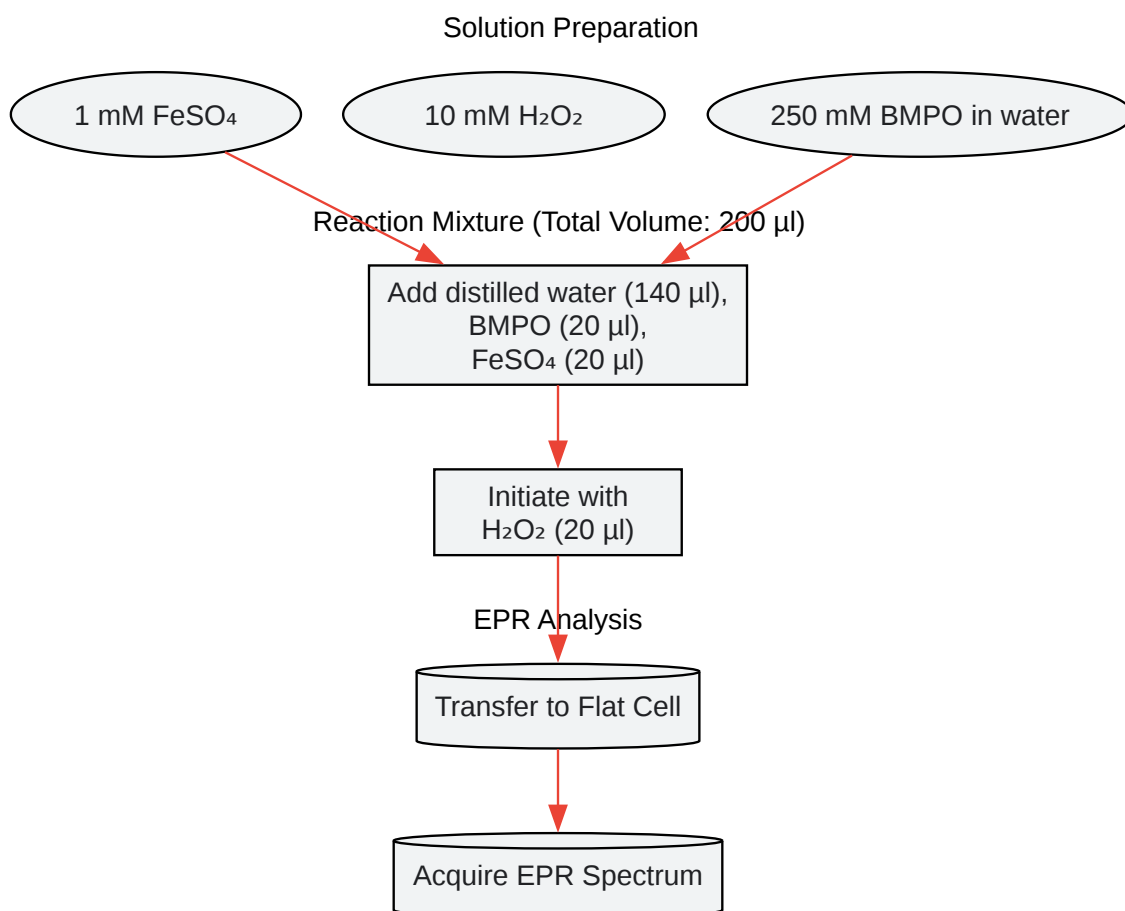 Solution Preparation
1 mM FeSO₄
10 mM H₂O₂
250 mM BMPO in water
Reaction Mixture (Total Volume: 200 µl)
Add distilled water (140 µl),
BMPO (20 µl),
FeSO₄ (20 µl)
Initiate with
H₂O₂ (20 µl)
EPR Analysis
Transfer to Flat Cell
Acquire EPR Spectrum